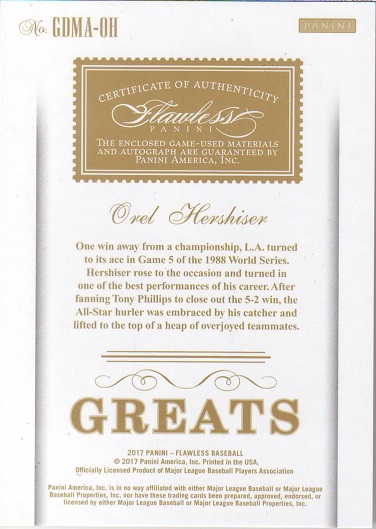 No. GDMA-OH
PANINI
CERTIFICATE OF AUTHENTICITY
Flawless
PANINI
THE ENCLOSED GAME-USED MATERIALS
AND AUTOGRAPH ARE GUARANTEED BY
PANINI AMERICA, INC.
Orel Hershiser
One win away from a championship, L.A. turned
to its ace in Game 5 of the 1988 World Series.
Hershiser rose to the occasion and turned in
one of the best performances of his career. After
fanning Tony Phillips to close out the 5-2 win, the
All-Star hurler was embraced by his catcher and
lifted to the top of a heap of overjoyed teammates.
GREATS
2017 PANINI – FLAWLESS BASEBALL
© 2017 Panini America, Inc. Printed in the USA.
Officially Licensed Product of Major League Baseball Players Association
Panini America, Inc. is in no way affiliated with either Major League Baseball or Major League
Baseball Properties, Inc. nor have these trading cards been prepared, approved, endorsed, or
licensed by either Major League Baseball or Major League Baseball Properties, Inc.